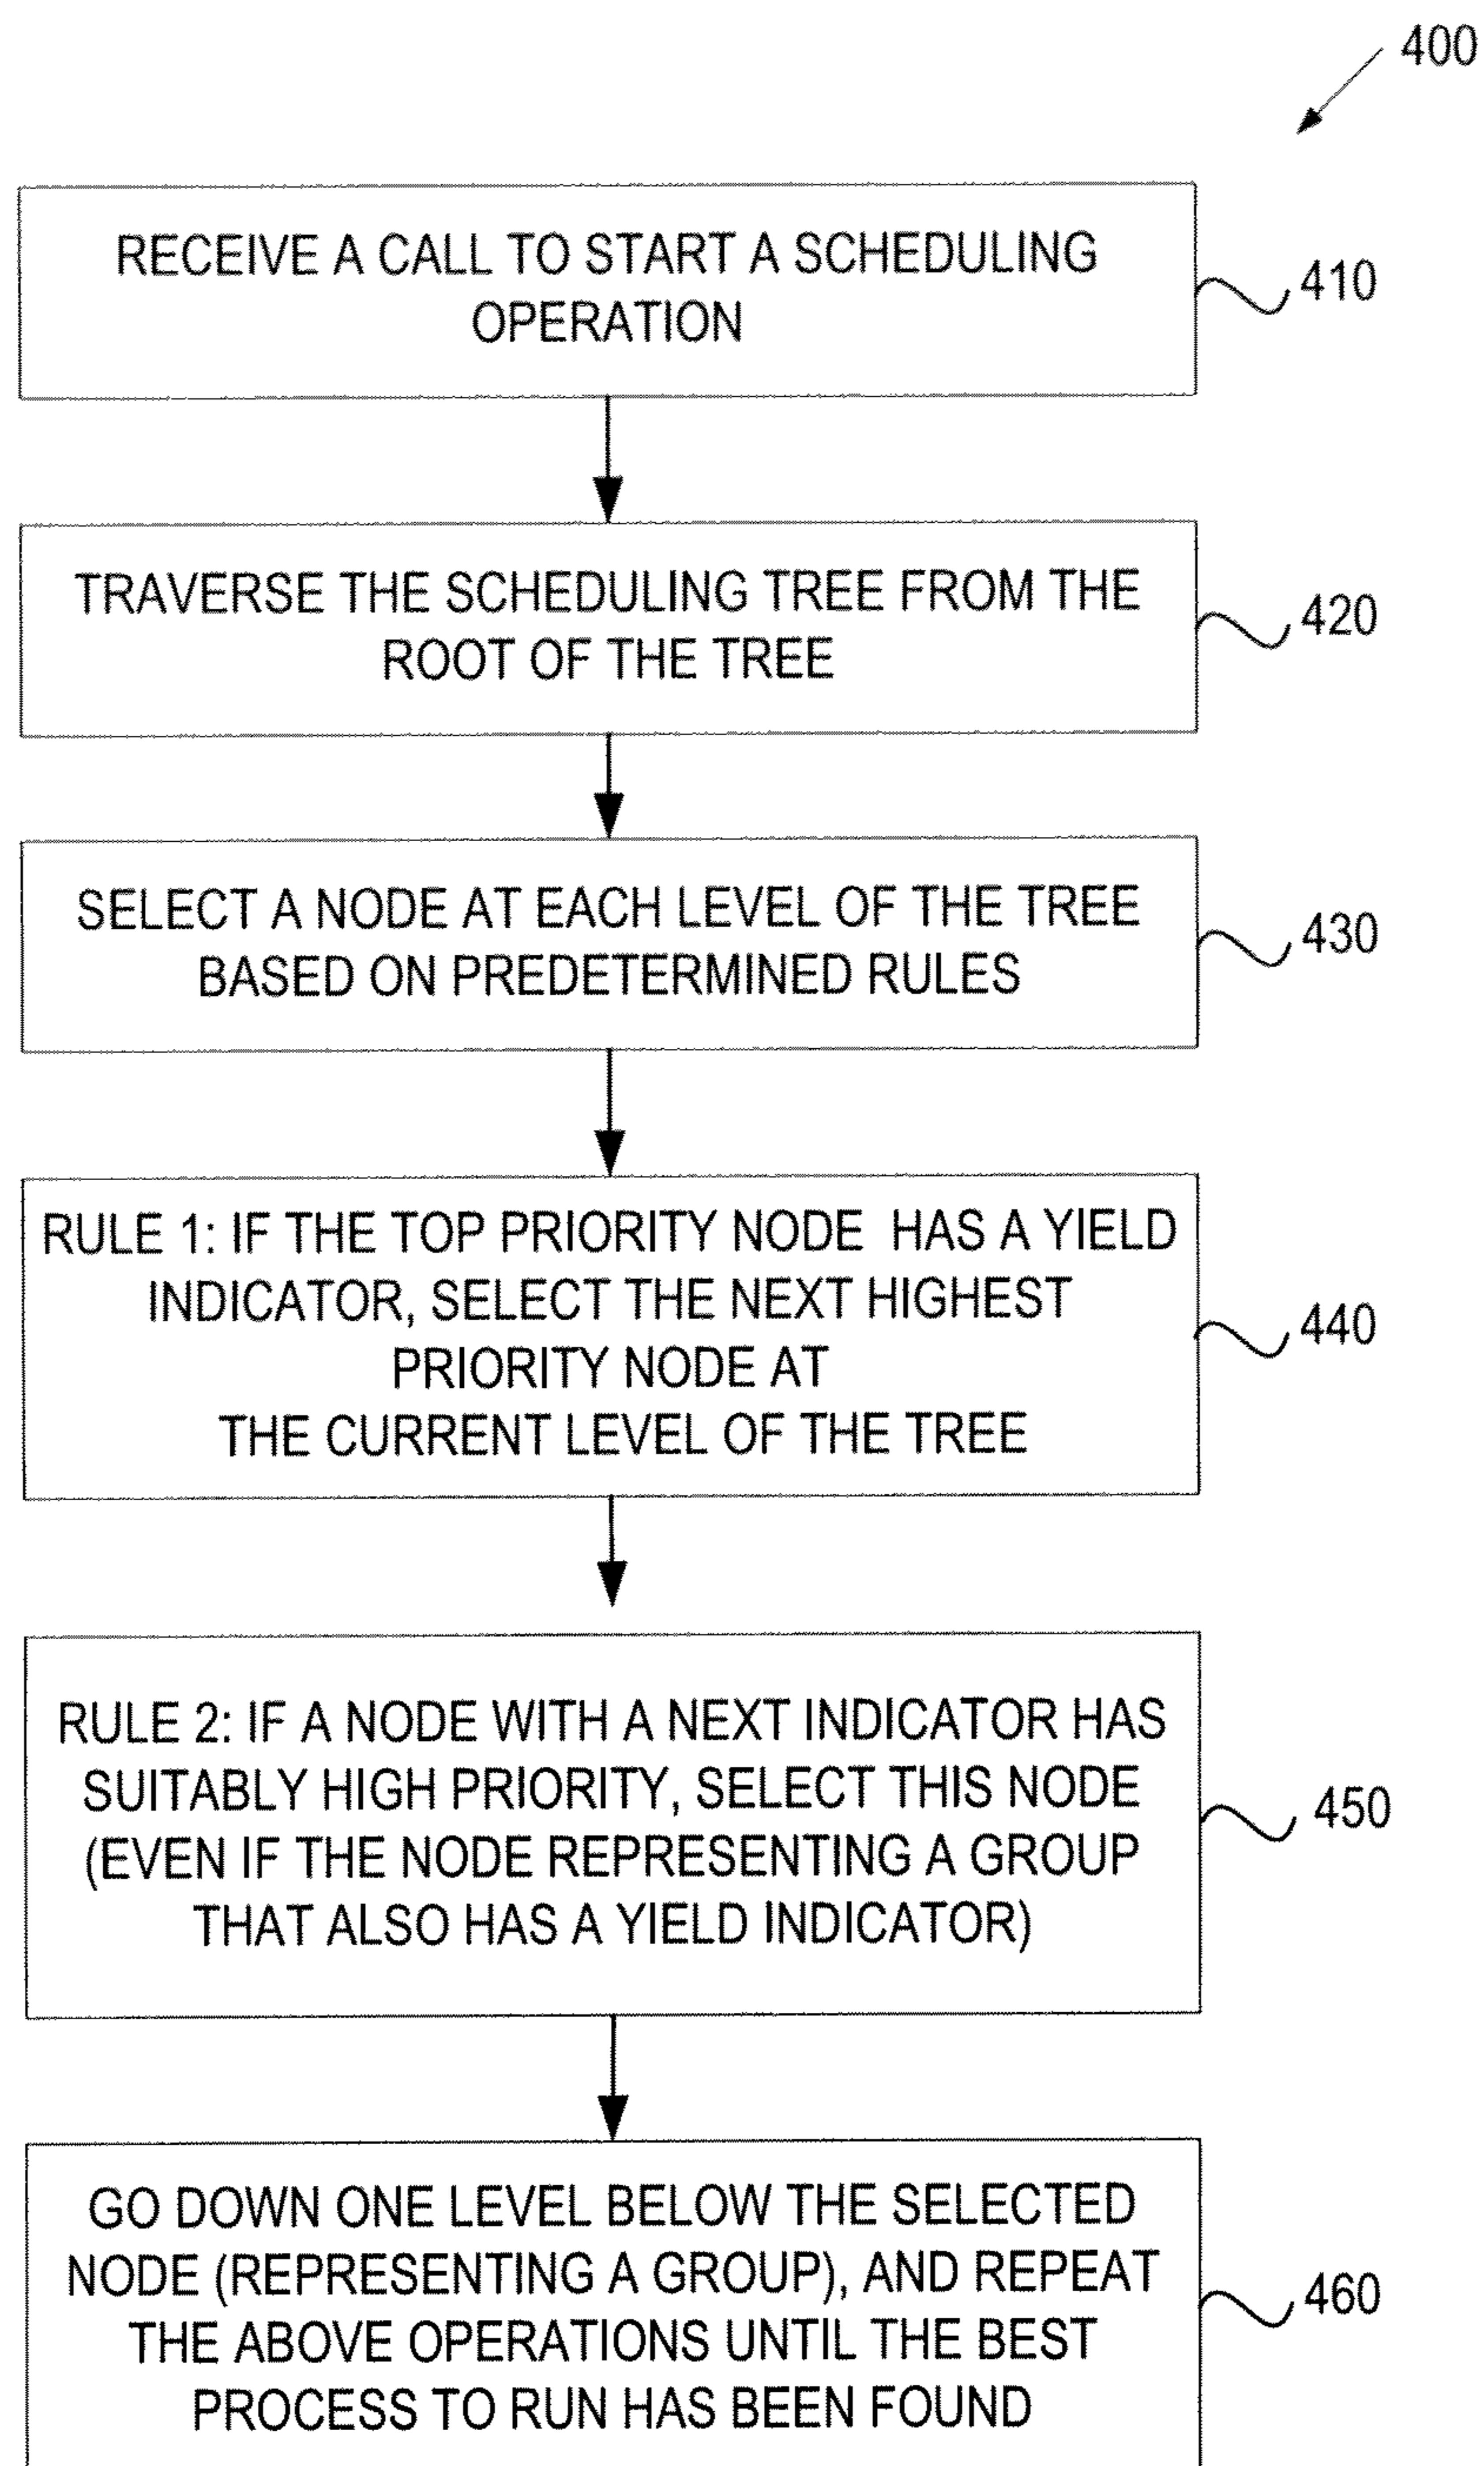 400
RECEIVE A CALL TO START A SCHEDULING
OPERATION
410
TRAVERSE THE SCHEDULING TREE FROM THE
ROOT OF THE TREE
420
SELECT A NODE AT EACH LEVEL OF THE TREE
BASED ON PREDETERMINED RULES
430
RULE 1: IF THE TOP PRIORITY NODE HAS A YIELD
INDICATOR, SELECT THE NEXT HIGHEST
PRIORITY NODE AT
THE CURRENT LEVEL OF THE TREE
440
RULE 2: IF A NODE WITH A NEXT INDICATOR HAS
SUITABLY HIGH PRIORITY, SELECT THIS NODE
(EVEN IF THE NODE REPRESENTING A GROUP
THAT ALSO HAS A YIELD INDICATOR)
450
GO DOWN ONE LEVEL BELOW THE SELECTED
NODE (REPRESENTING A GROUP), AND REPEAT
THE ABOVE OPERATIONS UNTIL THE BEST
PROCESS TO RUN HAS BEEN FOUND
460